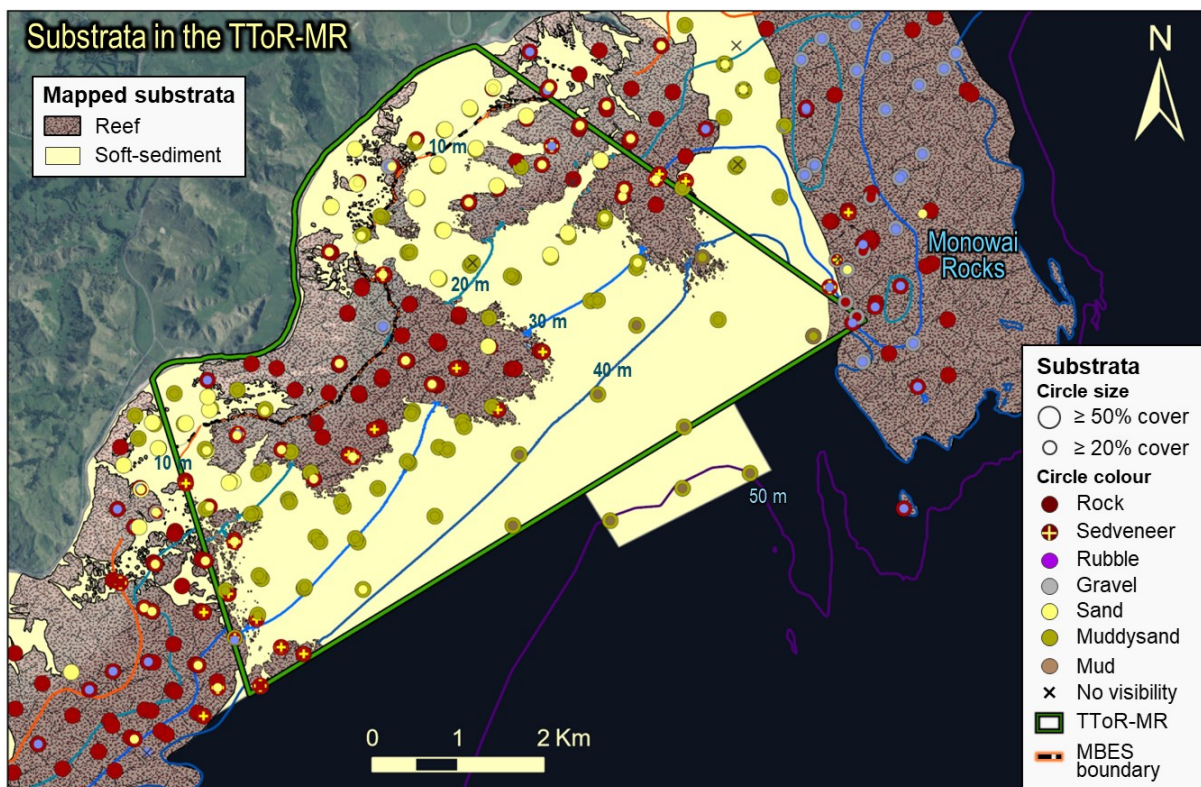 Substrata in the TToR-MR
Mapped substrata
Reef
Soft-sediment
N
10 m
Monowai
Rocks
20 m
30 m
40 m
10 m
50 m
0 1 2 Km
Substrata
Circle size
≥ 50% cover
≥ 20% cover
Circle colour
Rock
Sedveneer
Rubble
Gravel
Sand
Muddysand
Mud
No visibility
TToR-MR
MBES
boundary